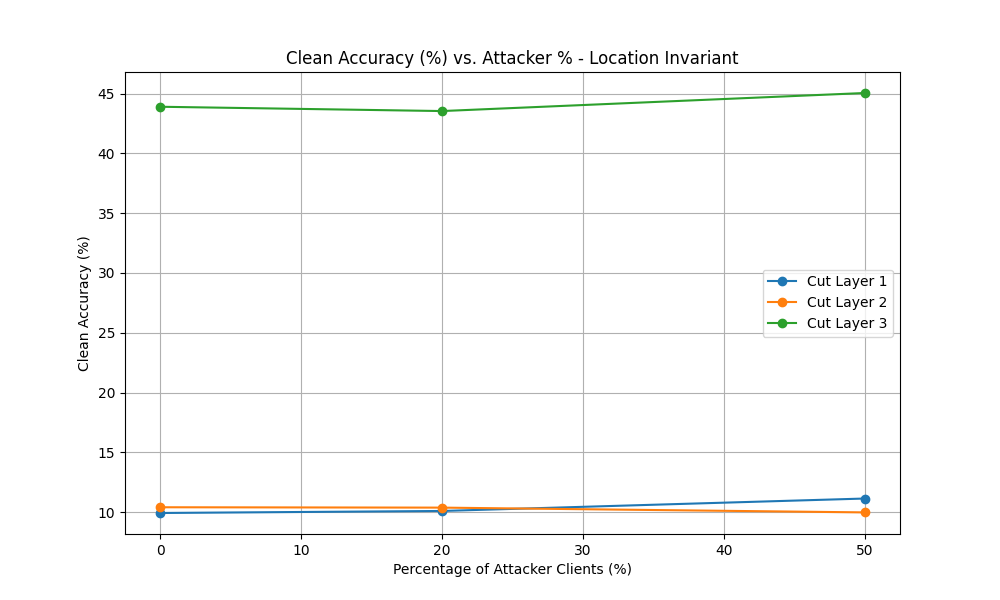 Clean Accuracy (%) vs. Attacker % - Location Invariant
Clean Accuracy (%)
45
40
35
30
25
20
15
10
Cut Layer 1
Cut Layer 2
Cut Layer 3
0 10 20 30 40 50
Percentage of Attacker Clients (%)